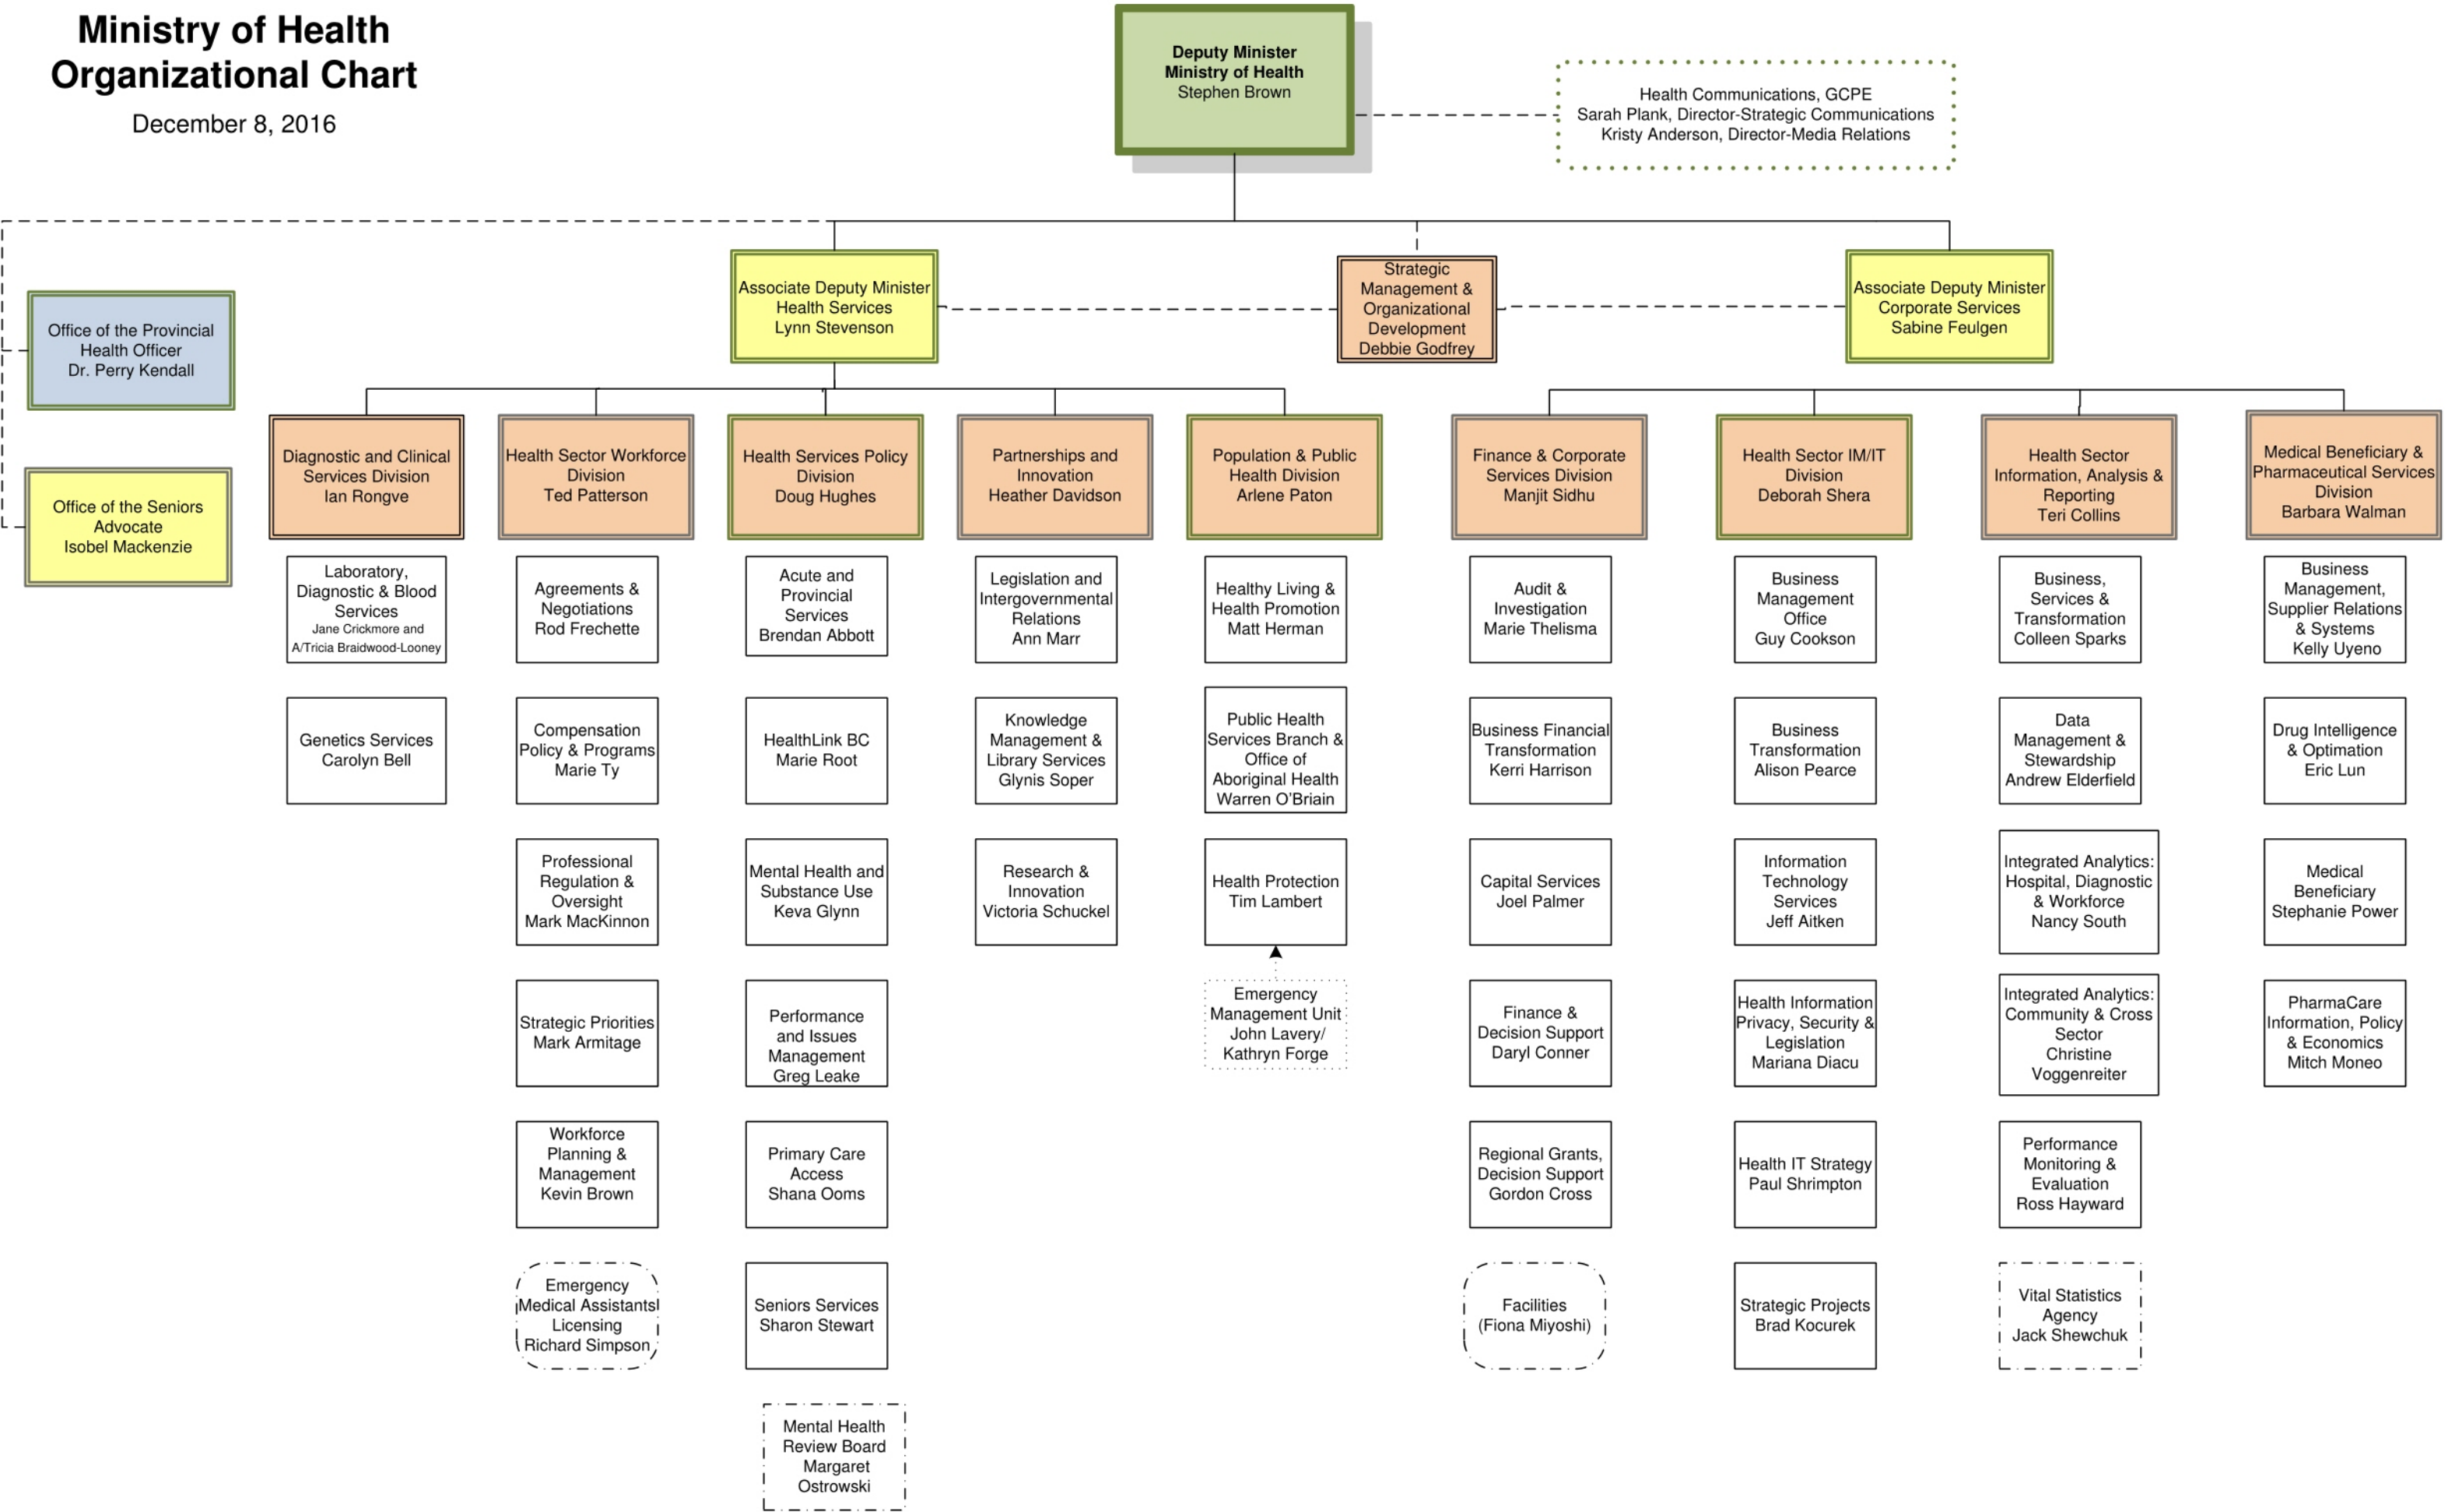 Ministry of Health
Organizational Chart
December 8, 2016
Deputy Minister
Ministry of Health
Stephen Brown
Health Communications, GCPE
Sarah Plank, Director-Strategic Communications
Kristy Anderson, Director-Media Relations
Associate Deputy Minister
Health Services
Lynn Stevenson
Strategic
Management &
Organizational
Development
Debbie Godfrey
Associate Deputy Minister
Corporate Services
Sabine Feulgen
Office of the Provincial
Health Officer
Dr. Perry Kendall
Office of the Seniors
Advocate
Isobel Mackenzie
Diagnostic and Clinical
Services Division
Ian Rongve
Laboratory,
Diagnostic & Blood
Services
Jane Crickmore and
A/Tricia Braidwood-Looney
Genetics Services
Carolyn Bell
Health Sector Workforce
Division
Ted Patterson
Agreements &
Negotiations
Rod Frechette
Compensation
Policy & Programs
Marie Ty
Professional
Regulation &
Oversight
Mark MacKinnon
Strategic Priorities
Mark Armitage
Workforce
Planning &
Management
Kevin Brown
Emergency
Medical Assistants
Licensing
Richard Simpson
Health Services Policy
Division
Doug Hughes
Acute and
Provincial
Services
Brendan Abbott
HealthLink BC
Marie Root
Mental Health and
Substance Use
Keva Glynn
Performance
and Issues
Management
Greg Leake
Primary Care
Access
Shana Ooms
Seniors Services
Sharon Stewart
Mental Health
Review Board
Margaret
Ostrowski
Partnerships and
Innovation
Heather Davidson
Legislation and
Intergovernmental
Relations
Ann Marr
Knowledge
Management &
Library Services
Glynis Soper
Research &
Innovation
Victoria Schuckel
Population & Public
Health Division
Arlene Paton
Healthy Living &
Health Promotion
Matt Herman
Public Health
Services Branch &
Office of
Aboriginal Health
Warren O'Briain
Health Protection
Tim Lambert
Emergency
Management Unit
John Lavery/
Kathryn Forge
Finance & Corporate
Services Division
Manjit Sidhu
Audit &
Investigation
Marie Thelisma
Business Financial
Transformation
Kerri Harrison
Capital Services
Joel Palmer
Finance &
Decision Support
Daryl Conner
Regional Grants,
Decision Support
Gordon Cross
Facilities
(Fiona Miyoshi)
Health Sector IM/IT
Division
Deborah Shera
Business
Management
Office
Guy Cookson
Business
Transformation
Alison Pearce
Information
Technology
Services
Jeff Aitken
Health Information
Privacy, Security &
Legislation
Mariana Diacu
Health IT Strategy
Paul Shrimpton
Strategic Projects
Brad Kocurek
Health Sector
Information, Analysis &
Reporting
Teri Collins
Business,
Services &
Transformation
Colleen Sparks
Data
Management &
Stewardship
Andrew Elderfield
Integrated Analytics:
Hospital, Diagnostic
& Workforce
Nancy South
Integrated Analytics:
Community & Cross
Sector
Christine
Voggenreiter
Performance
Monitoring &
Evaluation
Ross Hayward
Vital Statistics
Agency
Jack Shewchuk
Medical Beneficiary &
Pharmaceutical Services
Division
Barbara Walman
Business
Management,
Supplier Relations
& Systems
Kelly Uyeno
Drug Intelligence
& Optimation
Eric Lun
Medical
Beneficiary
Stephanie Power
PharmaCare
Information, Policy
& Economics
Mitch Moneo